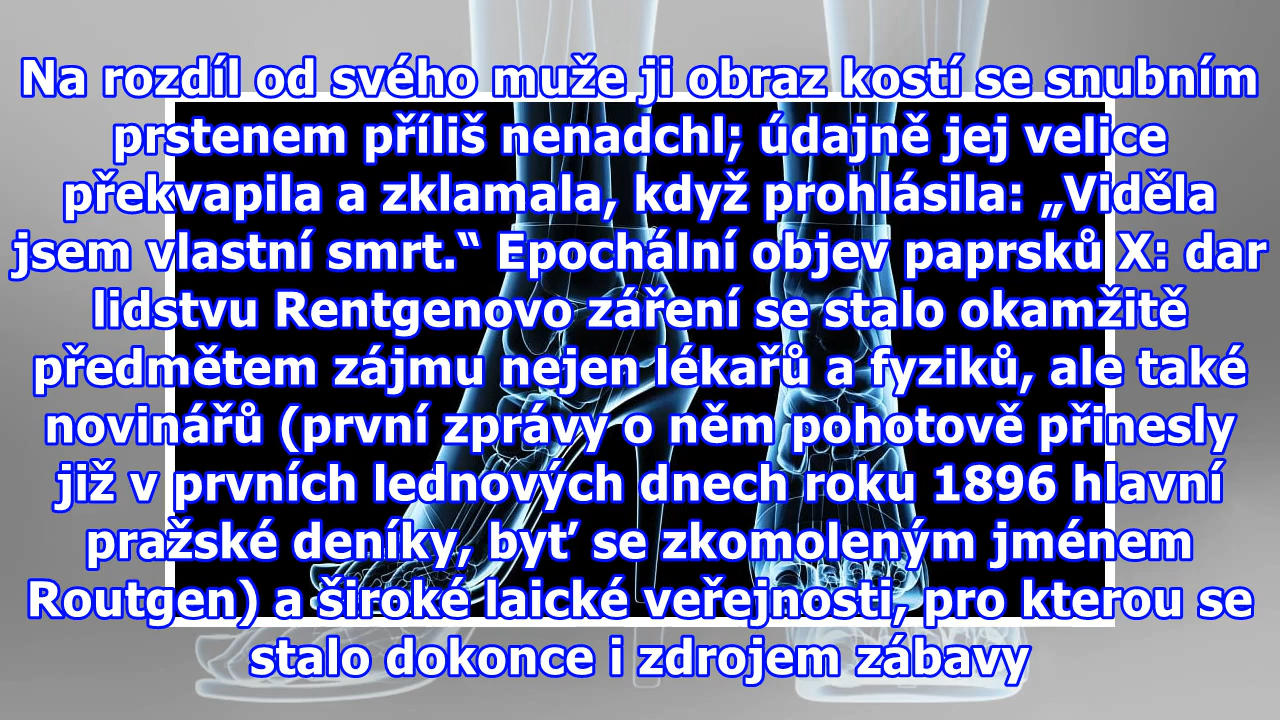 Na rozdíl od svého muže ji obraz kostí se snubním
prstenem příliš nenadchl; údajně jej velice
překvapila a zklamala, když prohlásila: „Viděla
jsem vlastní smrt.“ Epochální objev paprsků X: dar
lidstvu Rentgenovo záření se stalo okamžitě
předmětem zájmu nejen lékařů a fyziků, ale také
novinářů (první zprávy o něm pohotově přinesly
již v prvních lednových dnech roku 1896 hlavní
pražské deníky, byť se zkomoleným jménem
Routgen) a široké laické veřejnosti, pro kterou se
stalo dokonce i zdrojem zábavy